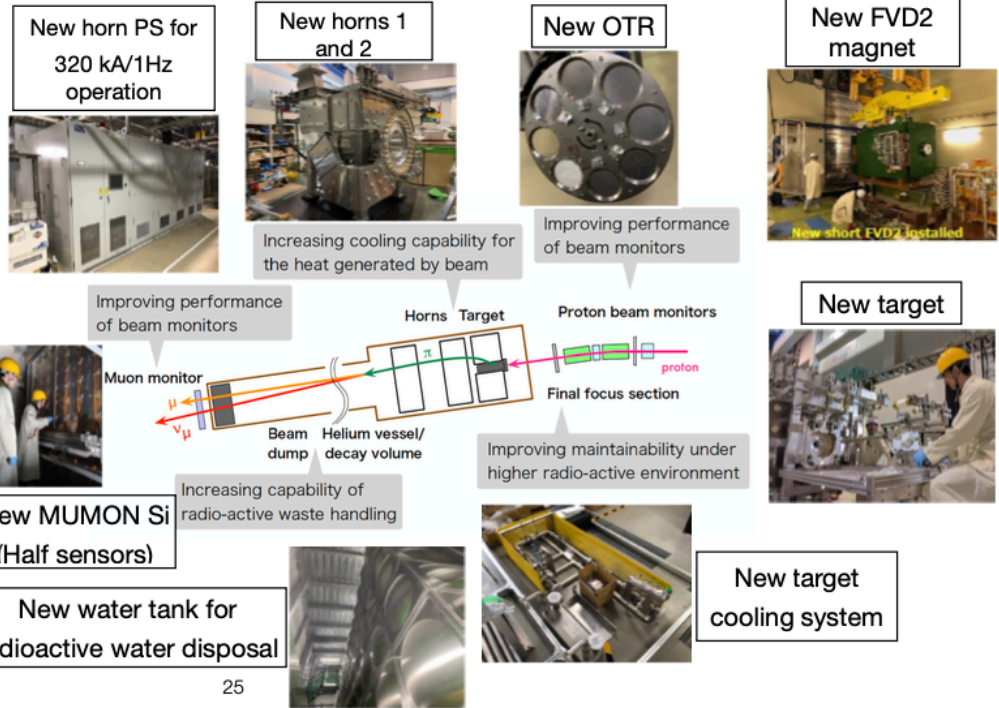 New horn PS for
320 kA/1Hz
operation
New horns 1
and 2
New OTR
New FVD2
magnet
New short FVD2 installed
Increasing cooling capability for
the heat generated by beam
Improving performance
of beam monitors
Improving performance
of beam monitors
New target
Horns Target
Proton beam monitors
π
proton
Muon monitor
μ
νμ
Final focus section
Beam
dump
Helium vessel/
decay volume
Improving maintainability under
higher radio-active environment
Increasing capability of
radio-active waste handling
ew MUMON Si
(Half sensors)
New water tank for
dioactive water disposal
New target
cooling system
25